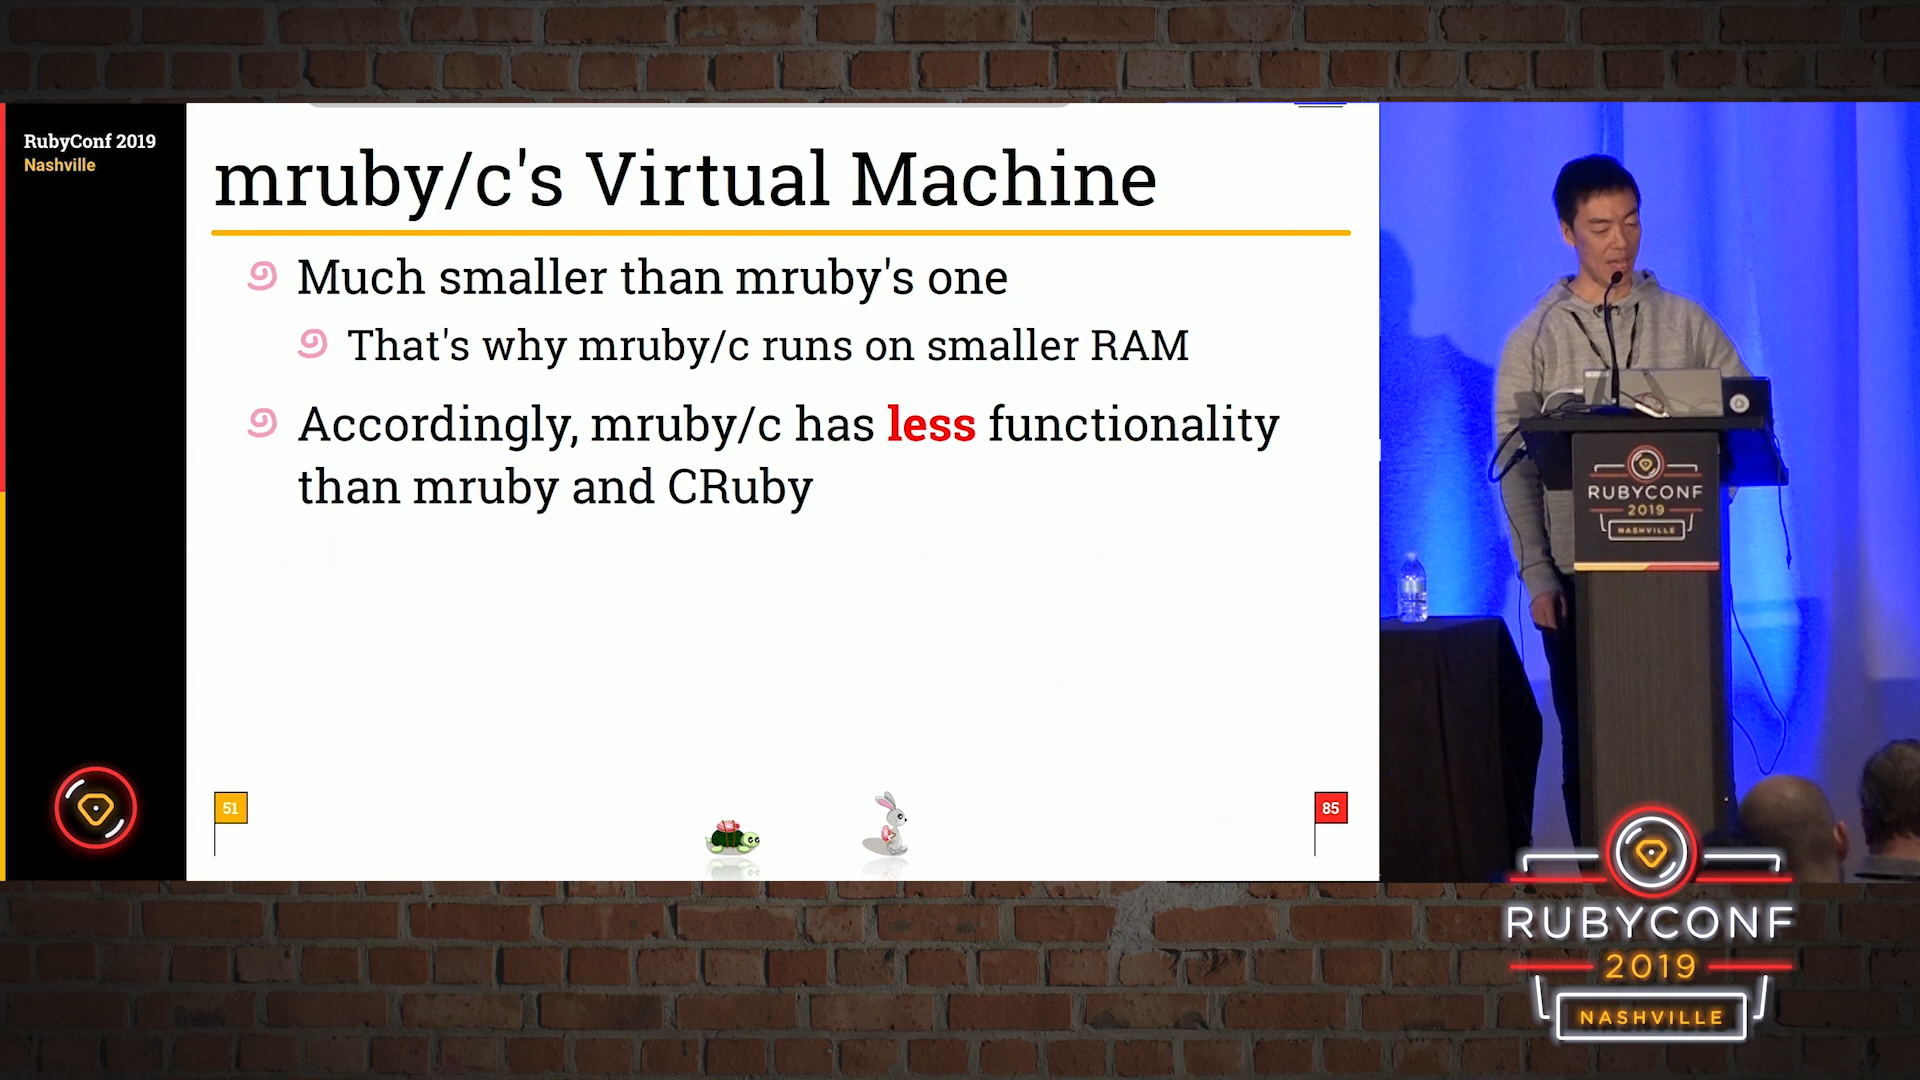 RubyConf 2019
Nashville
mruby/c's Virtual Machine
Much smaller than mruby's one
That's why mruby/c runs on smaller RAM
Accordingly, mruby/c has less functionality
than mruby and CRuby
51
85
RUBYCONF
2019
NASHVILLE
RUBYCONF
2019
NASHVILLE